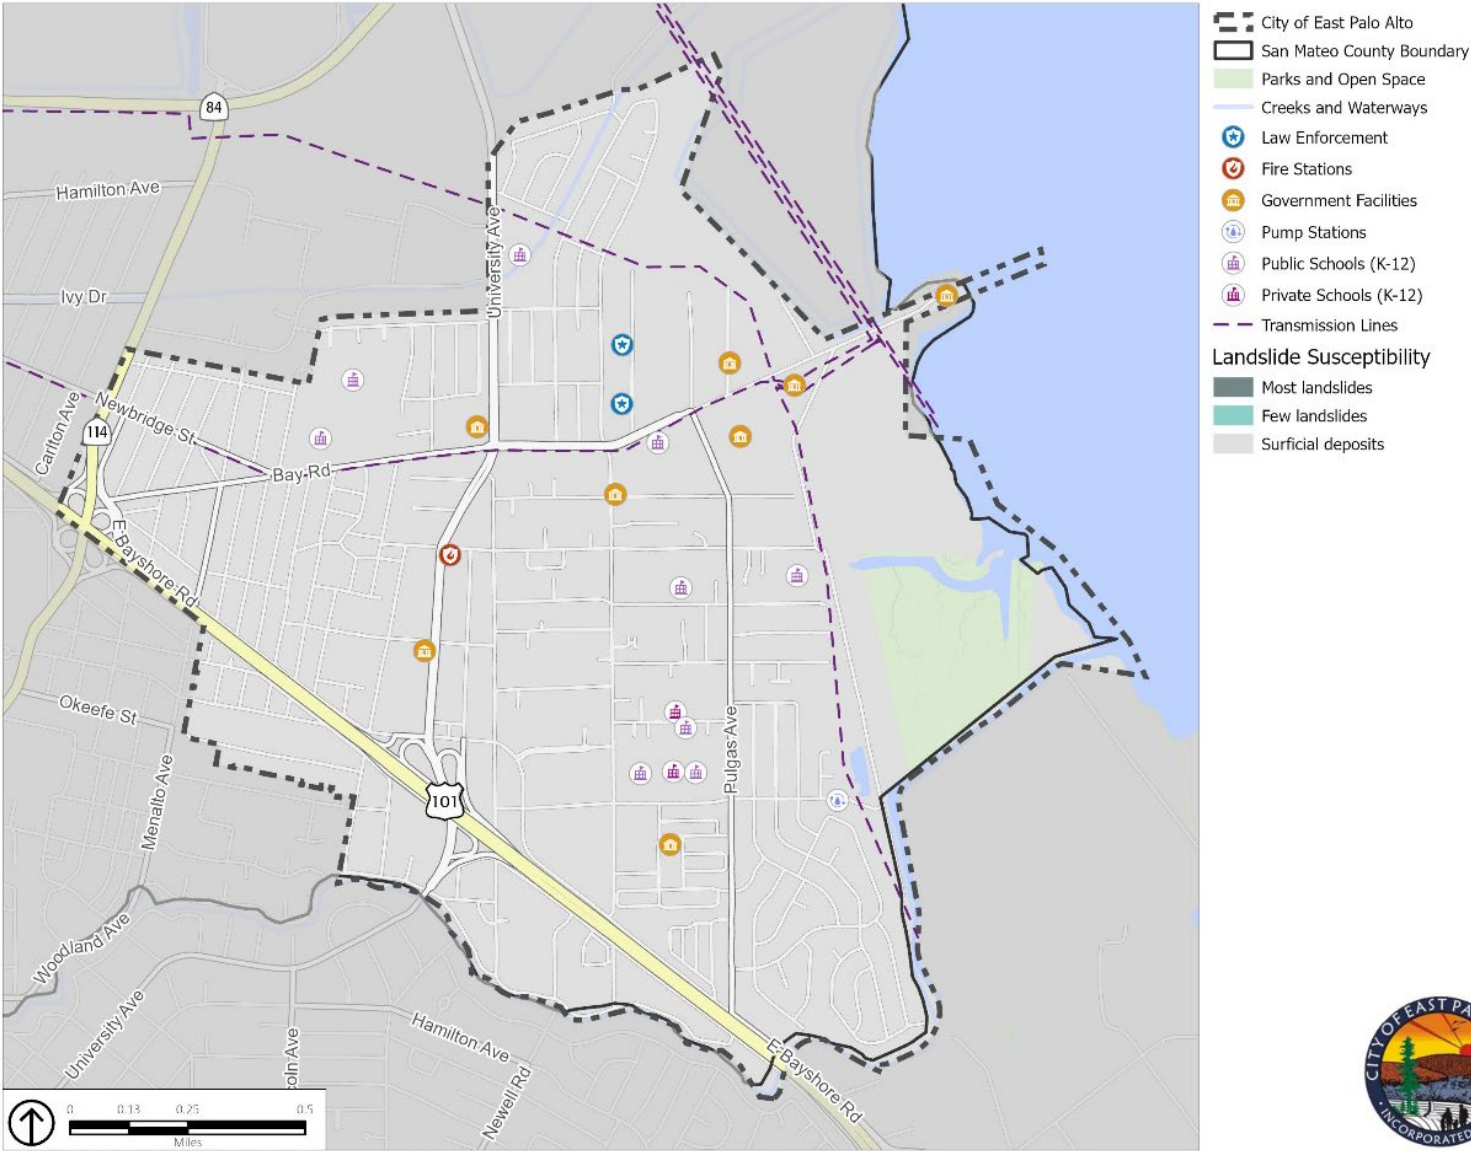 City of East Palo Alto
San Mateo County Boundary
Parks and Open Space
Creeks and Waterways
Law Enforcement
Fire Stations
Government Facilities
Pump Stations
Public Schools (K-12)
Private Schools (K-12)
Transmission Lines
Landslide Susceptibility
Most landslides
Few landslides
Surficial deposits
84
Hamilton Ave
University Ave
Ivy Dr
Carlton Ave
Newbridge St
114
Bay Rd
E Bayshore Rd
Okeefe St
Menalto Ave
Pulgas Ave
101
Woodland Ave
University Ave
coln Ave
Hamilton Ave
Newell Rd
E Bayshore Rd
0 0.13 0.25 0.5
Miles
CITY OF EAST PA
INCORPORATED